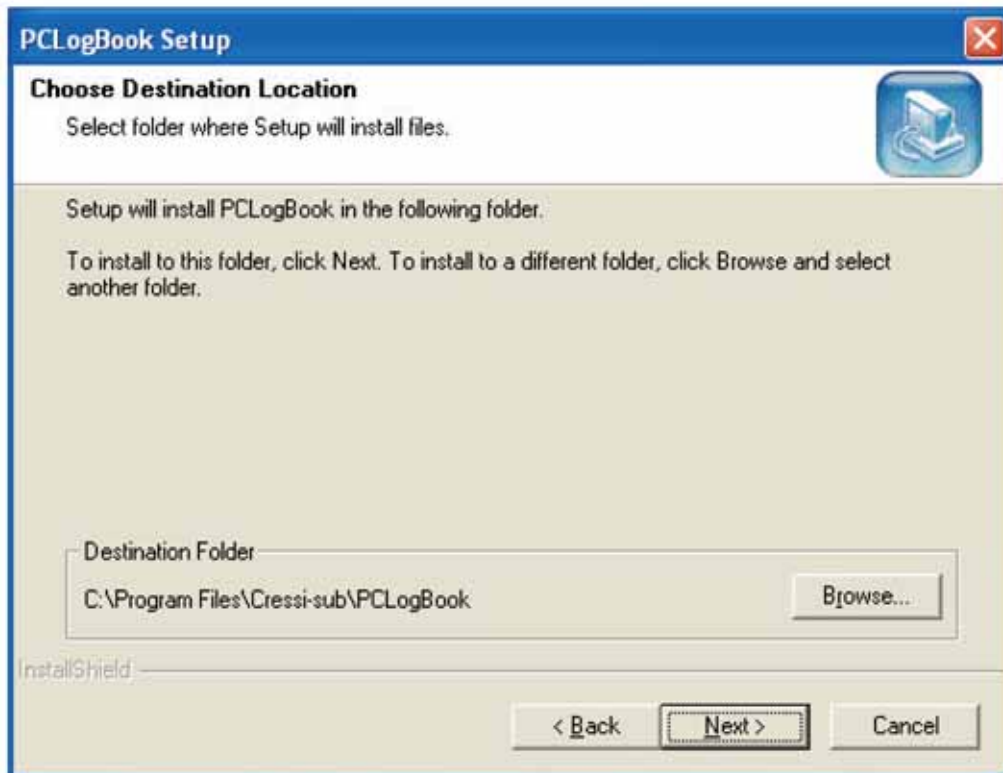 PCLogBook Setup
Choose Destination Location
Select folder where Setup will install files.
Setup will install PCLogBook in the following folder.
To install to this folder, click Next. To install to a different folder, click Browse and select
another folder.
Destination Folder
C:\Program Files\Cressi-sub\PCLogBook
Browse...
InstallShield
< Back
Next >
Cancel